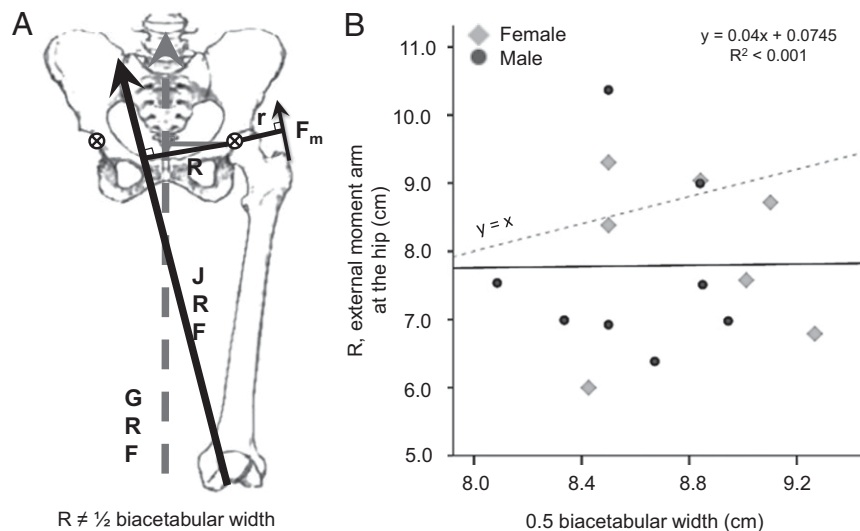 A
r
Fm
R
J
R
F
G
R
F
R ≠ ½ biacetabular width
B
Female
Male
y = 0.04x + 0.0745
R² < 0.001
R, external moment arm
at the hip (cm)
11.0
10.0
9.0
8.0
7.0
6.0
5.0
y = x
8.0 8.4 8.8 9.2
0.5 biacetabular width (cm)